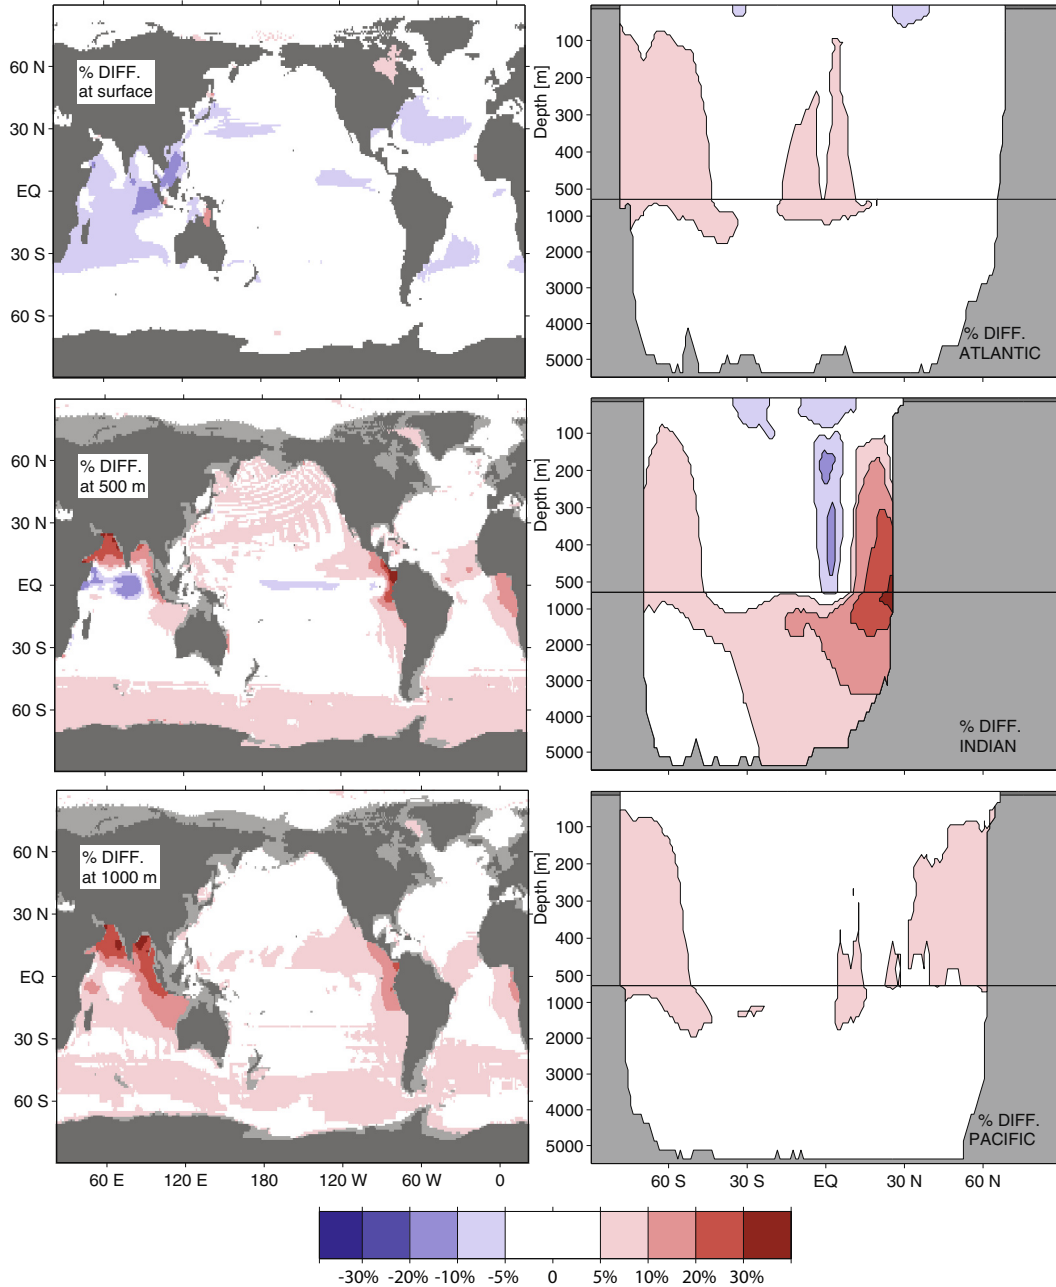 60 N
30 N
EQ
30 S
60 S
% DIFF.
at surface
Depth [m]
100
200
300
400
500
1000
2000
3000
4000
5000
% DIFF.
ATLANTIC
60 N
30 N
EQ
30 S
60 S
% DIFF.
at 500 m
Depth [m]
100
200
300
400
500
1000
2000
3000
4000
5000
% DIFF.
INDIAN
60 N
30 N
EQ
30 S
60 S
% DIFF.
at 1000 m
60 E 120 E 180 120 W 60 W 0
Depth [m]
100
200
300
400
500
1000
2000
3000
4000
5000
% DIFF.
PACIFIC
60 S 30 S EQ 30 N 60 N
-30% -20% -10% -5% 0 5% 10% 20% 30%